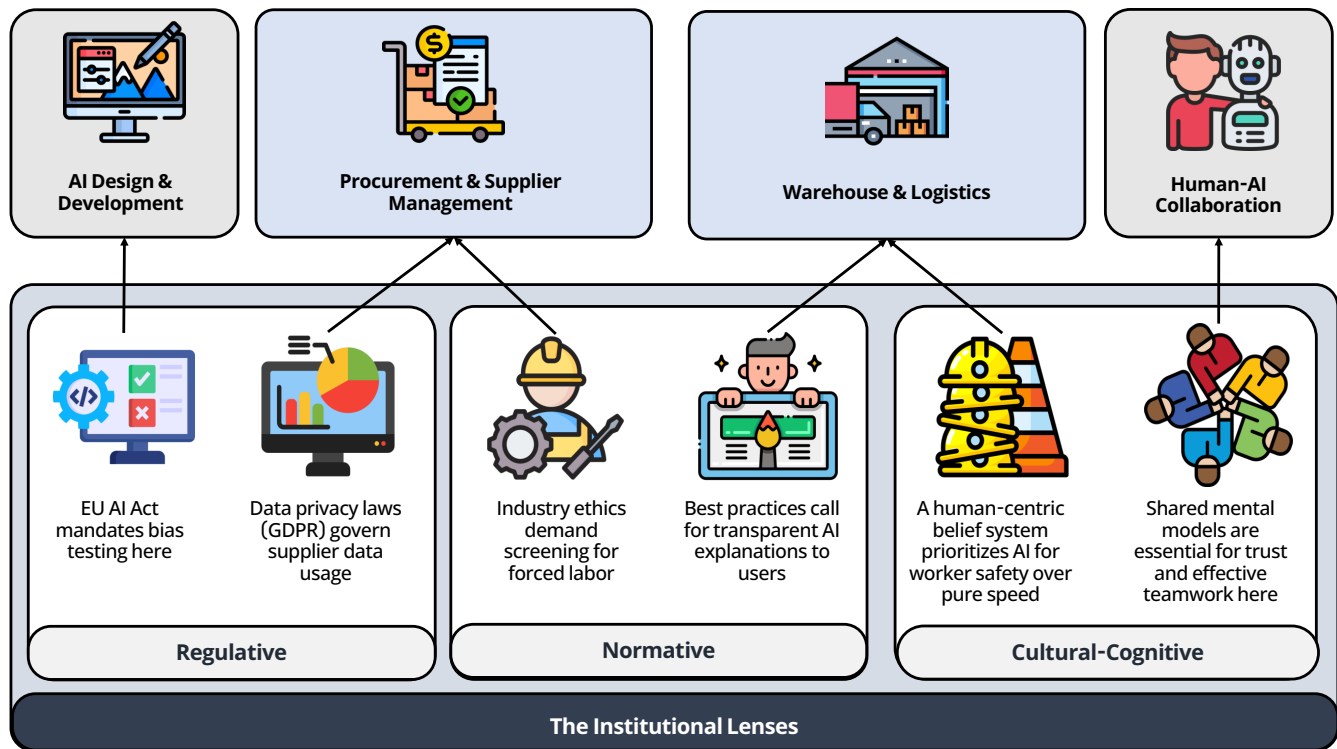 AI Design &
Development
Procurement & Supplier
Management
Warehouse & Logistics
Human-AI
Collaboration
EU AI Act
mandates bias
testing here
Data privacy laws
(GDPR) govern
supplier data
usage
Industry ethics
demand
screening for
forced labor
Best practices call
for transparent AI
explanations to
users
A human-centric
belief system
prioritizes AI for
worker safety over
pure speed
Shared mental
models are
essential for trust
and effective
teamwork here
Regulative
Normative
Cultural-Cognitive
The Institutional Lenses